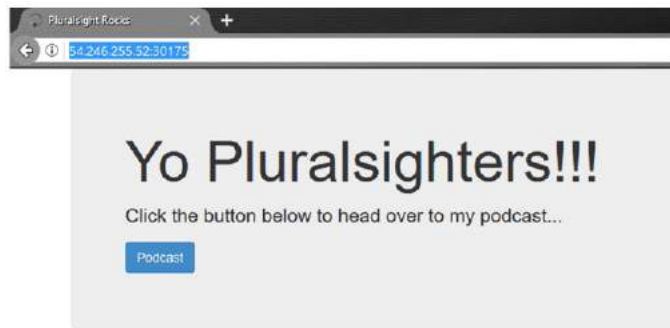 Pluralsight Rocks
54.246.255.52:30175
Yo Pluralsighters!!!
Click the button below to head over to my podcast...
Podcast